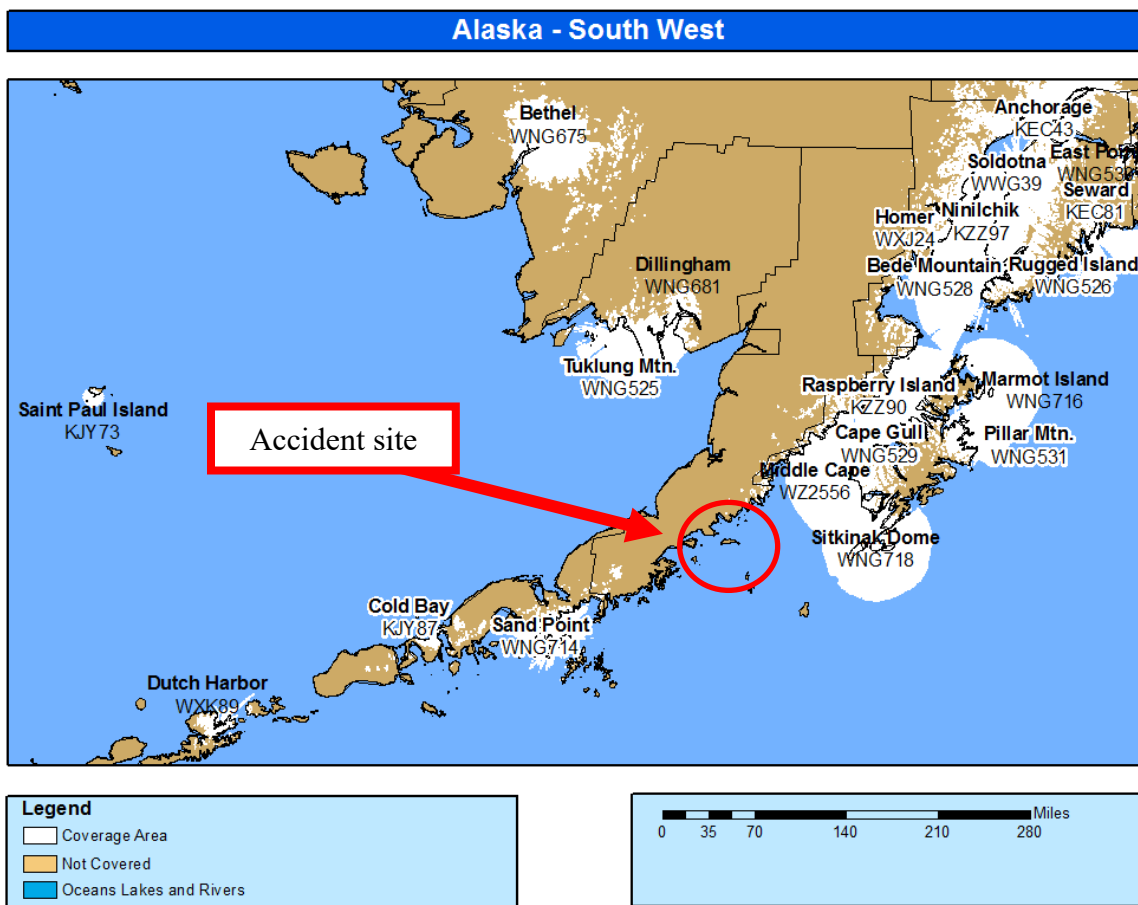 Alaska - South West
Bethel
WNG675
Anchorage
KEC43
Soldotna
WWG39
East Poin
WNG53
Seward
KEC81
Homer
WXJ24
Ninilchik
KZZ97
Dillingham
WNG681
Bede Mountain
WNG528
Rugged Island
WNG526
Tuklung Mtn.
WNG525
Saint Paul Island
KJY73
Raspberry Island
KZZ90
Marmot Island
WNG716
Accident site
Cape Gull
WNG529
Pillar Mtn.
WNG531
Middle Cape
WZ2556
Sitkinak Dome
WNG718
Cold Bay
KJY87
Sand Point
WNG714
Dutch Harbor
WXK89
Legend
Coverage Area
Not Covered
Oceans Lakes and Rivers
Miles
0 35 70 140 210 280